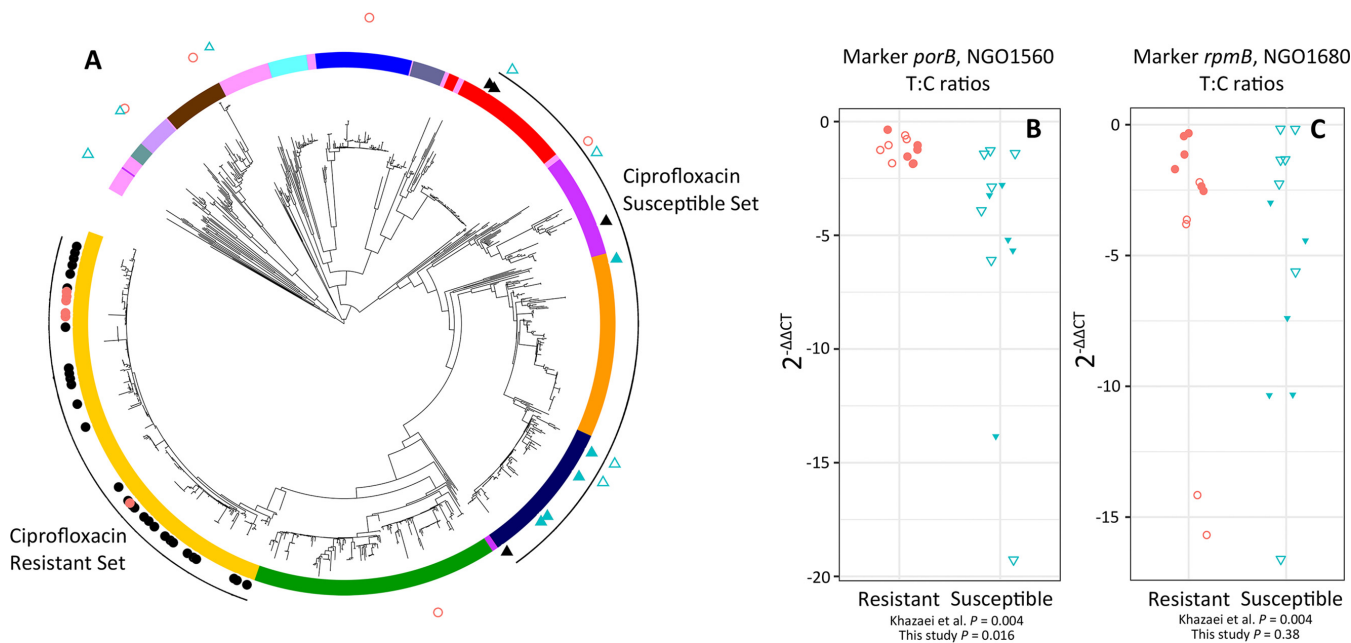 A
Ciprofloxacin
Susceptible Set
Ciprofloxacin
Resistant Set
Marker porB, NGO1560
T:C ratios
B
2-ΔΔCT
0
-5
-10
-15
-20
Resistant Susceptible
Khazaei et al. P = 0.004
This study P = 0.016
Marker rpmB, NGO1680
T:C ratios
C
2-ΔΔCT
0
-5
-10
-15
Resistant Susceptible
Khazaei et al. P = 0.004
This study P = 0.38